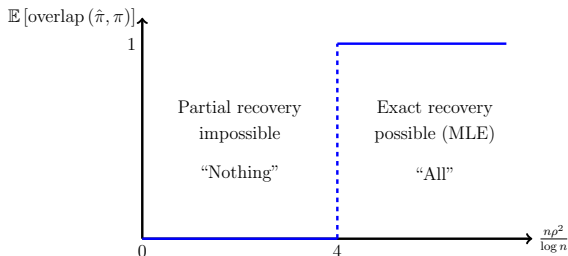 𝔼 [overlap (π̂, π)]
1
Partial recovery
impossible
“Nothing”
Exact recovery
possible (MLE)
“All”
0
4
nρ²
log n